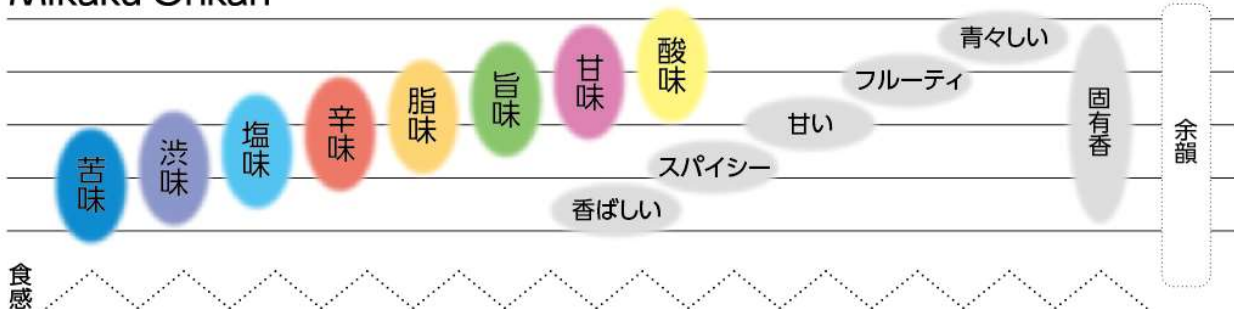 Mikaku Onkan
苦味
渋味
塩味
辛味
脂味
旨味
甘味
酸味
香ばしい
スパイシー
甘い
フルーティ
青々しい
固有香
余韻
食感